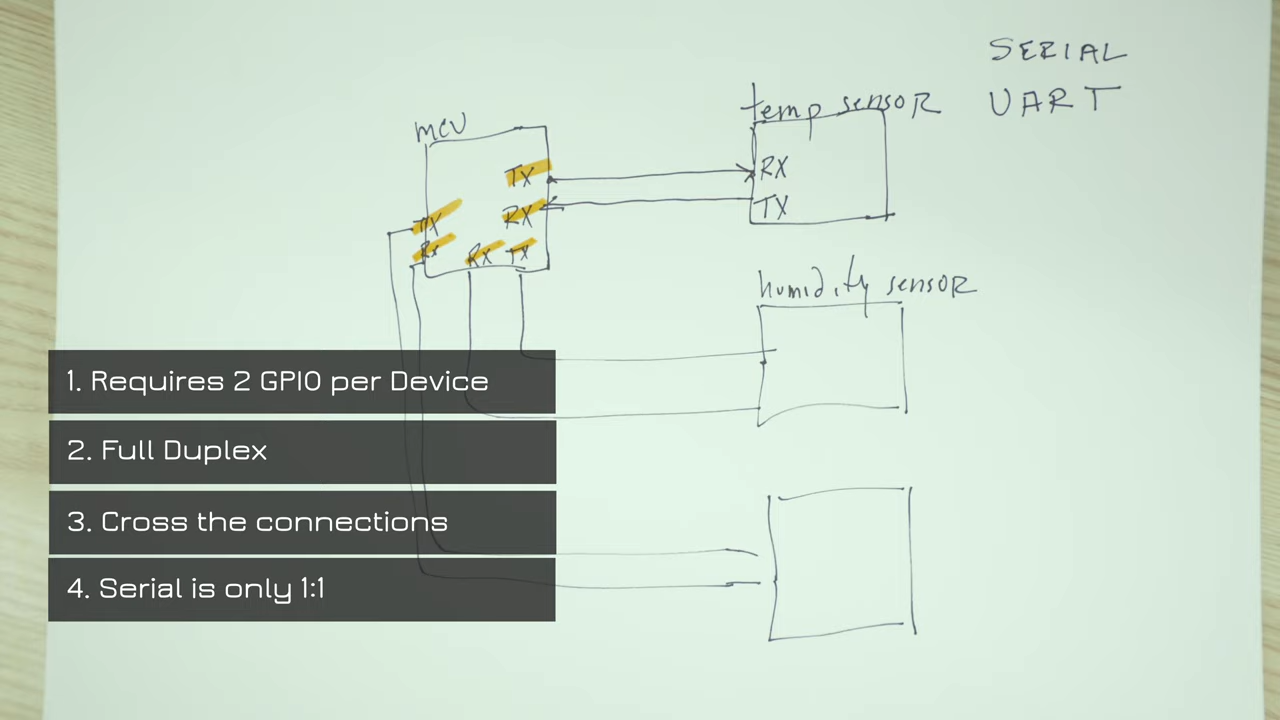 SERIAL
UART
mcu
temp sensor
TX
RX
RX
TX
TX
Rx
Rx
TX
humidity sensor
1. Requires 2 GPIO per Device
2. Full Duplex
3. Cross the connections
4. Serial is only 1:1